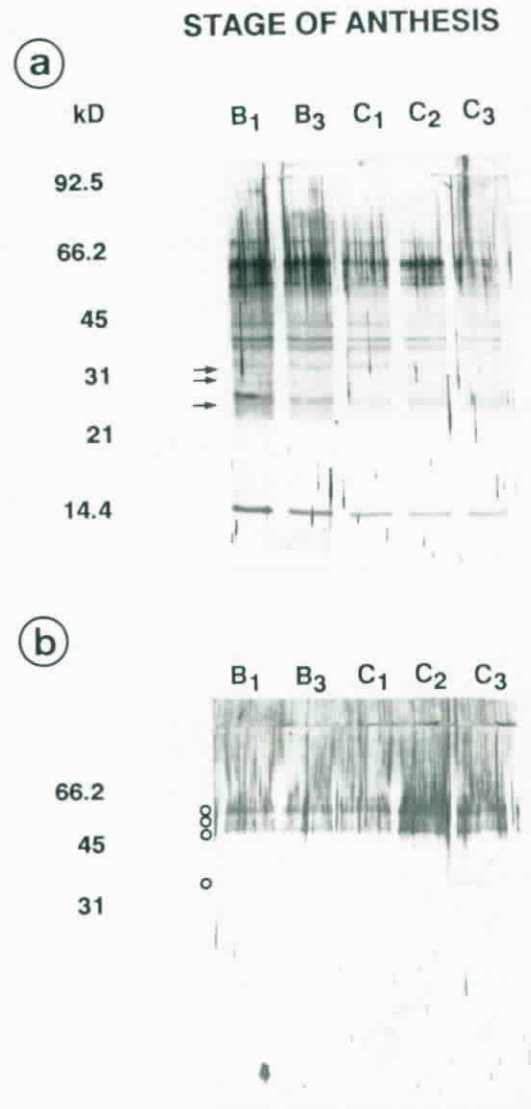 STAGE OF ANTHESIS
a
kD B1 B3 C1 C2 C3
92.5
66.2
45
31
21
14.4
b
B1 B3 C1 C2 C3
66.2
45
31